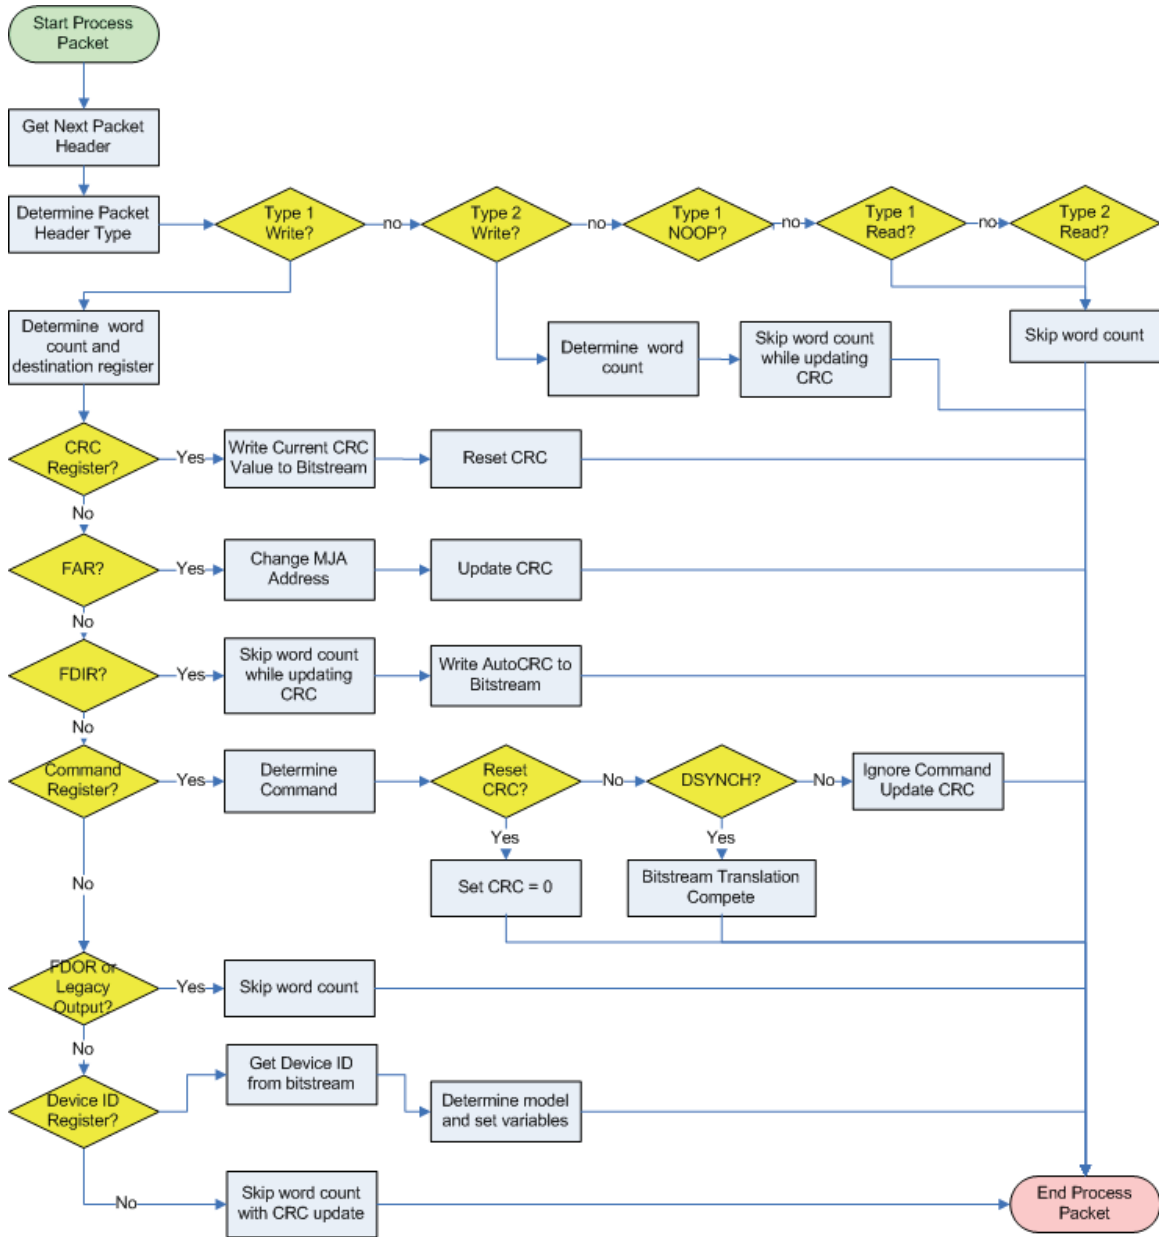 Start Process
Packet
Get Next Packet
Header
Determine Packet
Header Type
Type 1
Write?
no
Type 2
Write?
no
Type 1
NOOP?
no
Type 1
Read?
no
Type 2
Read?
Determine word
count and
destination register
Determine word
count
Skip word count
while updating
CRC
Skip word count
CRC
Register?
Yes
Write Current CRC
Value to Bitstream
Reset CRC
No
FAR?
Yes
Change MJA
Address
Update CRC
No
FDIR?
Yes
Skip word count
while updating
CRC
Write AutoCRC to
Bitstream
No
Command
Register?
Yes
Determine
Command
Reset
CRC?
No
DSYNCH?
No
Ignore Command
Update CRC
Yes
Yes
Set CRC = 0
Bitstream Translation
Compete
No
FDOR or
Legacy
Output?
Yes
Skip word count
No
Device ID
Register?
Get Device ID
from bitstream
Determine model
and set variables
No
Skip word count
with CRC update
End Process
Packet